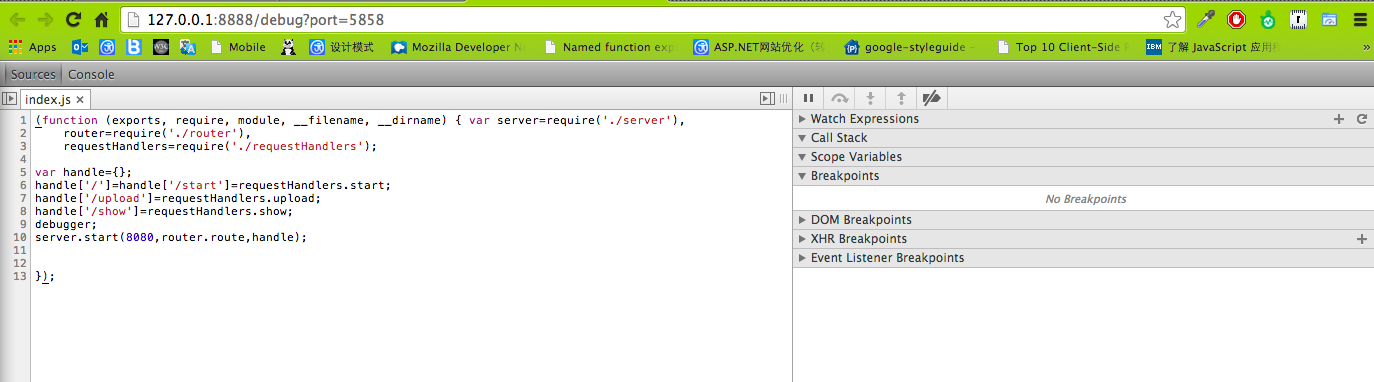 127.0.0.1:8888/debug?port=5858
Apps Mobile 设计模式 Mozilla Developer Named function exp ASP.NET网站优化（转 google-styleguide - Top 10 Client-Side 了解 JavaScript 应用 »
Sources Console
index.js ×
1 (function (exports, require, module, __filename, __dirname) { var server=require('./server'),
2 router=require('./router'),
3 requestHandlers=require('./requestHandlers');
4
5 var handle={};
6 handle['/']=handle['/start']=requestHandlers.start;
7 handle['/upload']=requestHandlers.upload;
8 handle['/show']=requestHandlers.show;
9 debugger;
10 server.start(8080,router.route,handle);
11
12
13 });
Watch Expressions
Call Stack
Scope Variables
Breakpoints
No Breakpoints
DOM Breakpoints
XHR Breakpoints
Event Listener Breakpoints